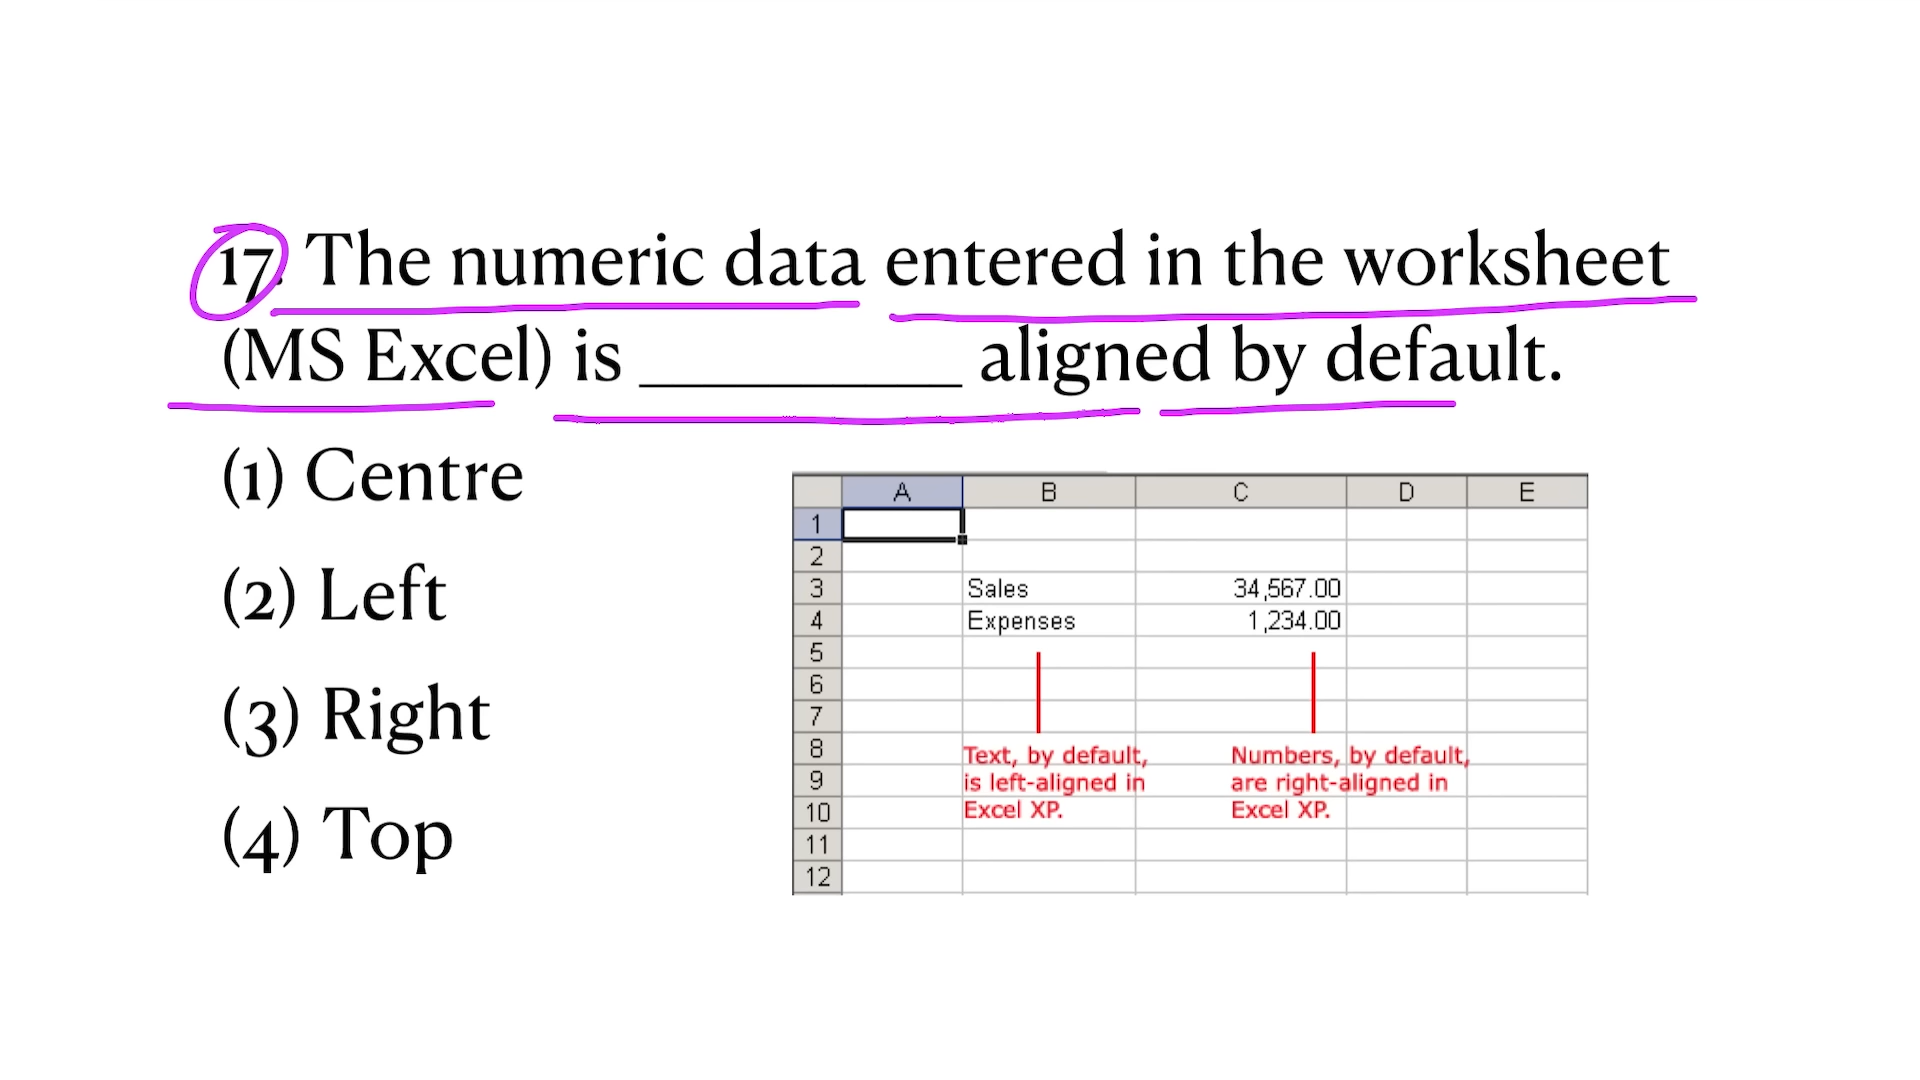 17. The numeric data entered in the worksheet
(MS Excel) is __________ aligned by default.
(1) Centre
(2) Left
(3) Right
(4) Top
A B C D E
1
2
3 Sales 34,567.00
4 Expenses 1,234.00
5
6
7
8
9
10
11
12
Text, by default,
is left-aligned in
Excel XP.
Numbers, by default,
are right-aligned in
Excel XP.